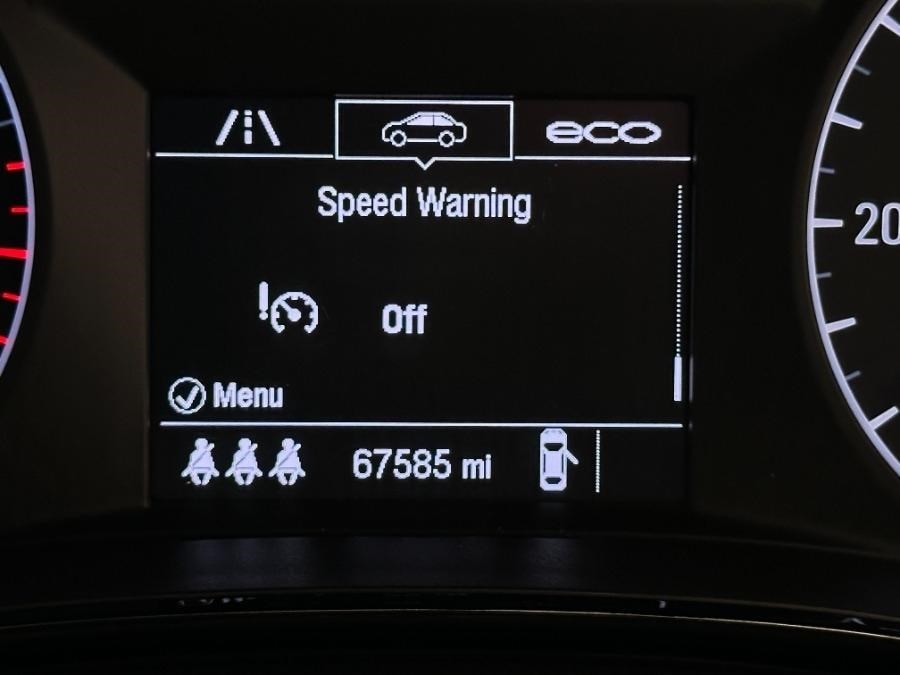 eco
Speed Warning
Off
Menu
67585 mi
20